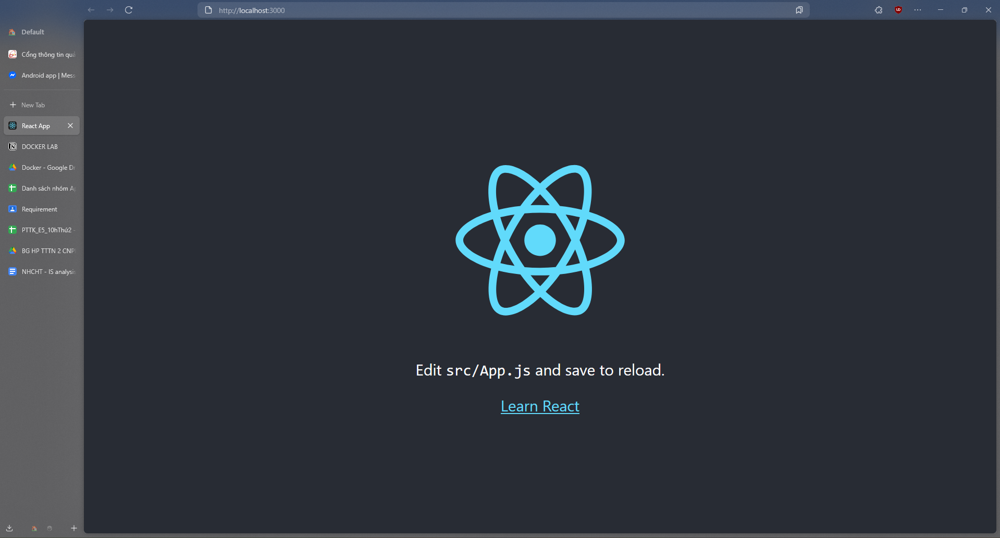 http://localhost:3000
Default
Cổng thông tin quả
Android app | Mess
New Tab
React App
DOCKER LAB
Docker - Google Dr
Danh sách nhóm Ap
Requirement
PTTK_E5_10hThứ2 -
BG HP TTTN 2 CNP
NHCHT - IS analysis
Edit src/App.js and save to reload.
Learn React